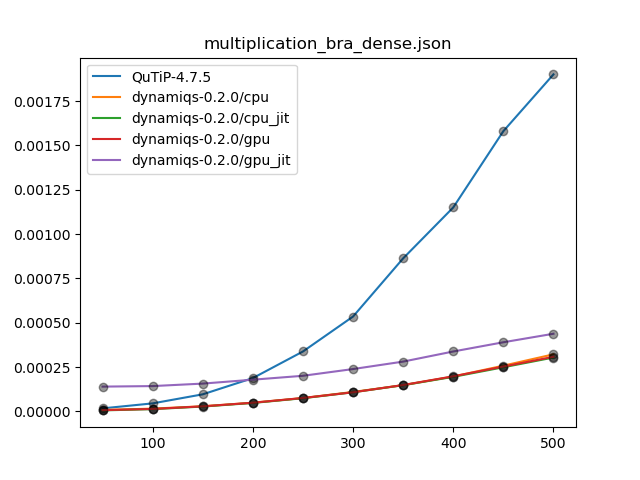 multiplication_bra_dense.json
QuTiP-4.7.5
dynamiqs-0.2.0/cpu
dynamiqs-0.2.0/cpu_jit
dynamiqs-0.2.0/gpu
dynamiqs-0.2.0/gpu_jit
0.00175
0.00150
0.00125
0.00100
0.00075
0.00050
0.00025
0.00000
100 200 300 400 500